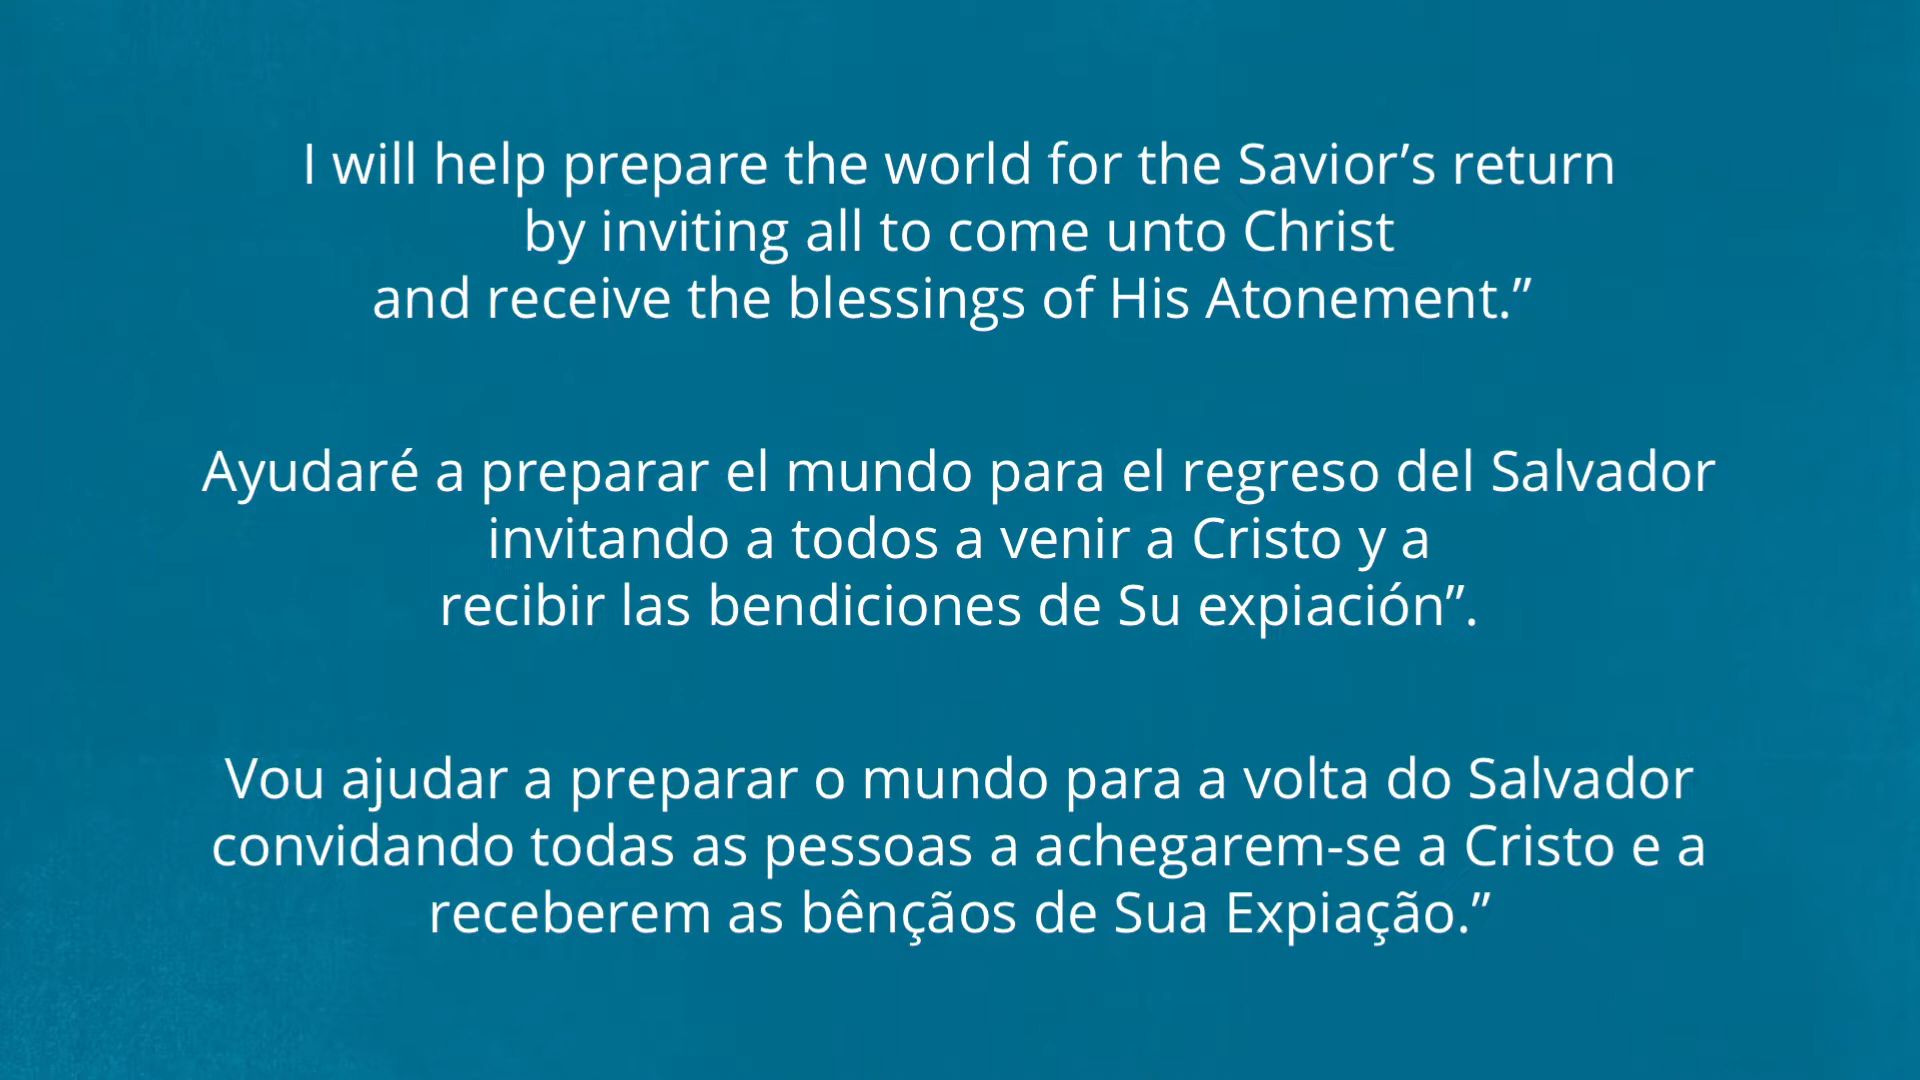 I will help prepare the world for the Savior’s return
by inviting all to come unto Christ
and receive the blessings of His Atonement.”
Ayudaré a preparar el mundo para el regreso del Salvador
invitando a todos a venir a Cristo y a
recibir las bendiciones de Su expiación”.
Vou ajudar a preparar o mundo para a volta do Salvador
convidando todas as pessoas a achegarem-se a Cristo e a
receberem as bênçãos de Sua Expiação.”